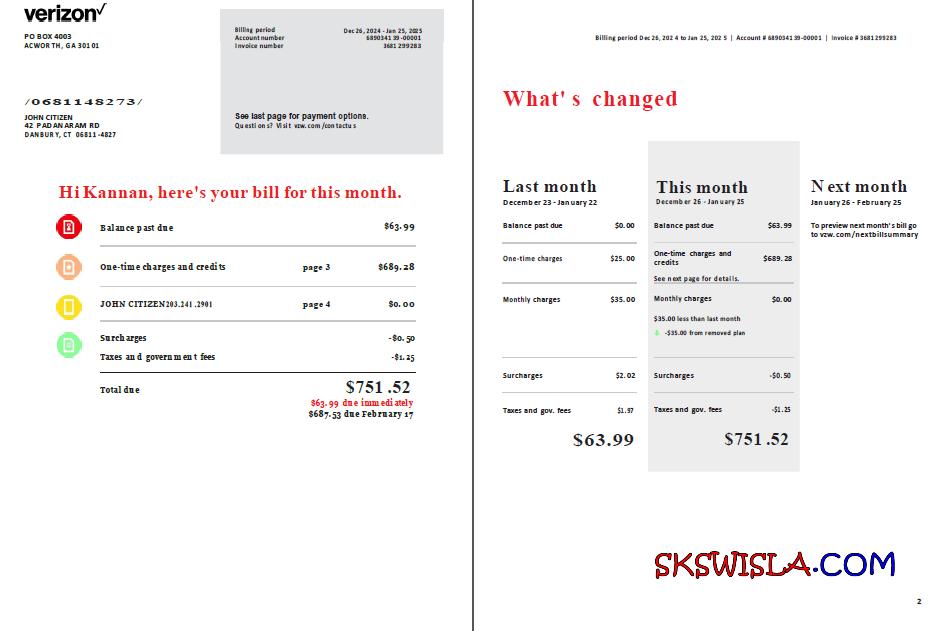 verizon✓
PO BOX 4003
ACWORTH, GA 30101
Billing period Dec 26, 2024 - Jan 25, 2025
Account number 689034139-00001
Invoice number 3681299283
/0681148273/
JOHN CITIZEN
42 PADANARAM RD
DANBURY, CT 06811-4827
See last page for payment options.
Questions? Visit vzw.com/contactus
Hi Kannan, here's your bill for this month.
Balance past due $63.99
One-time charges and credits page 3 $689.28
JOHN CITIZEN203.241.2901 page 4 $0.00
Surcharges -$0.50
Taxes and government fees -$1.25
Total due $751.52
$63.99 due immediately
$687.53 due February 17
Billing period Dec 26, 2024 to Jan 25, 2025 | Account # 689034139-00001 | Invoice # 3681299283
What's changed
Last month
December 23 - January 22
Balance past due $0.00
One-time charges $25.00
Monthly charges $35.00
Surcharges $2.02
Taxes and gov. fees $1.97
$63.99
This month
December 26 - January 25
Balance past due $63.99
One-time charges and
credits $689.28
See next page for details.
Monthly charges $0.00
$35.00 less than last month
-$35.00 from removed plan
Surcharges -$0.50
Taxes and gov. fees -$1.25
$751.52
Next month
January 26 - February 25
To preview next month's bill go
to vzw.com/nextbillsummary
SKSWISLA.COM
2